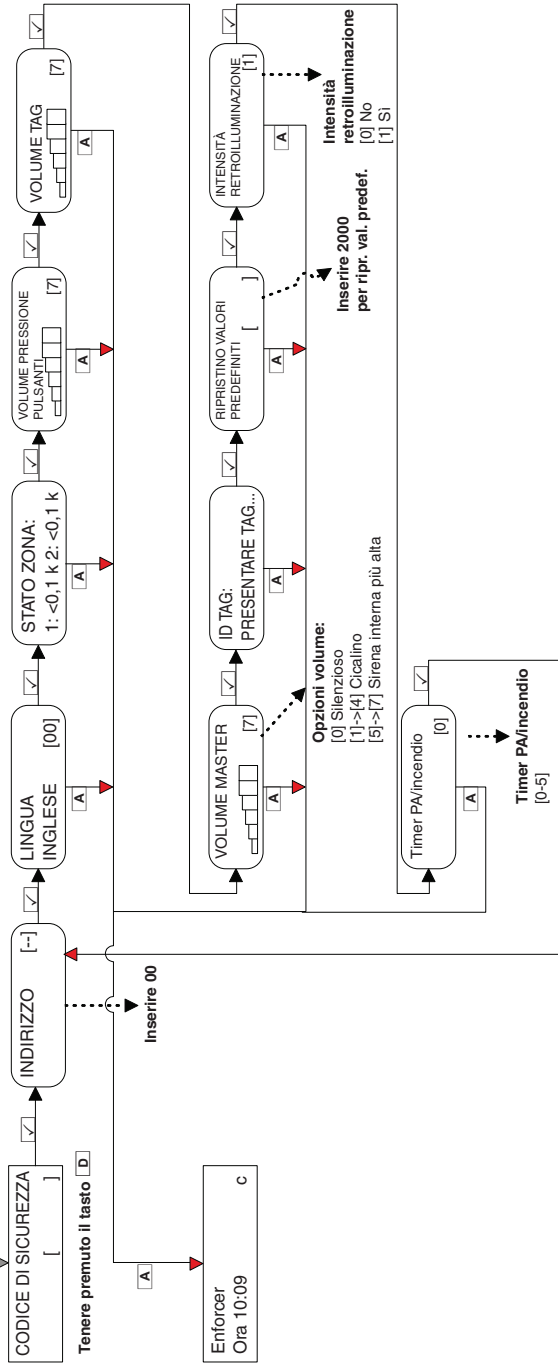 CODICE DI SICUREZZA
[ ]
Tenere premuto il tasto D
✓
INDIRIZZO
[--]
Inserire 00
✓
LINGUA
INGLESE [00]
A
✓
STATO ZONA:
1: <0,1 k 2: <0,1 k
A
✓
VOLUME PRESSIONE
PULSANTI
[7]
A
✓
VOLUME TAG
[7]
A
✓
VOLUME MASTER
[7]
A
Opzioni volume:
[0] Silenzioso
[1]->[4] Cicalino
[5]->[7] Sirena interna più alta
✓
ID TAG:
PRESENTARE TAG...
A
✓
RIPRISTINO VALORI
PREDEFINITI [ ]
A
Inserire 2000
per ripr. val. predef.
✓
INTENSITÀ
RETROILLUMINAZIONE
[1]
A
Intensità
retroilluminazione
[0] No
[1] Sì
✓
Timer PA/incendio
[0]
A
✓
Timer PA/incendio
[0-5]
A
Enforcer
Ora 10:09 c